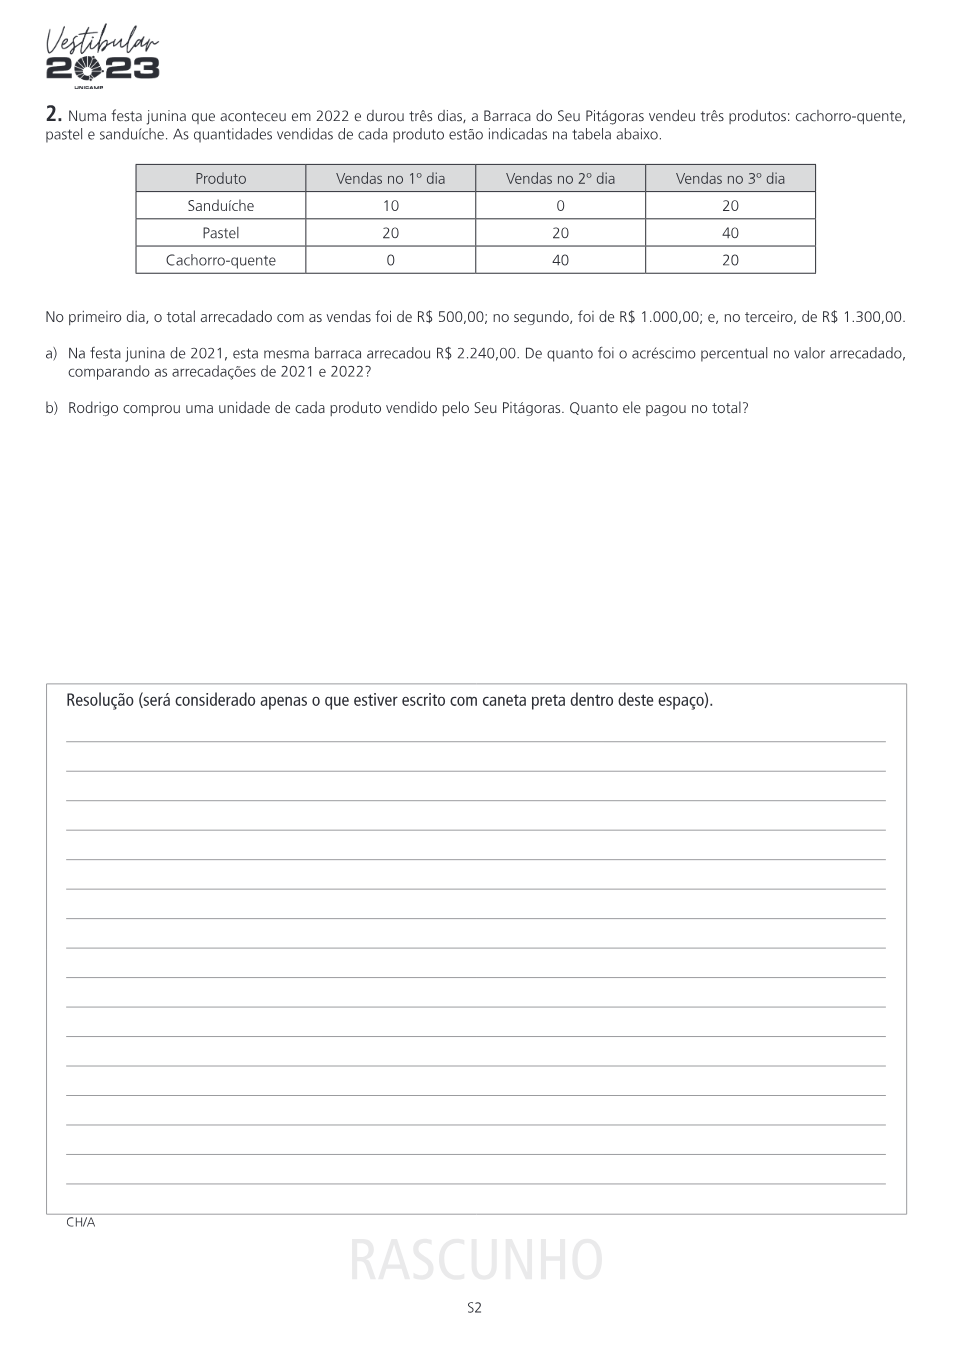 Vestibular
2023
UNICAMP
2. Numa festa junina que aconteceu em 2022 e durou três dias, a Barraca do Seu Pitágoras vendeu três produtos: cachorro-quente,
pastel e sanduíche. As quantidades vendidas de cada produto estão indicadas na tabela abaixo.
Produto Vendas no 1º dia Vendas no 2º dia Vendas no 3º dia
Sanduíche 10 0 20
Pastel 20 20 40
Cachorro-quente 0 40 20
No primeiro dia, o total arrecadado com as vendas foi de R$ 500,00; no segundo, foi de R$ 1.000,00; e, no terceiro, de R$ 1.300,00.
a) Na festa junina de 2021, esta mesma barraca arrecadou R$ 2.240,00. De quanto foi o acréscimo percentual no valor arrecadado,
comparando as arrecadações de 2021 e 2022?
b) Rodrigo comprou uma unidade de cada produto vendido pelo Seu Pitágoras. Quanto ele pagou no total?
Resolução (será considerado apenas o que estiver escrito com caneta preta dentro deste espaço).
CH/A
RASCUNHO
S2